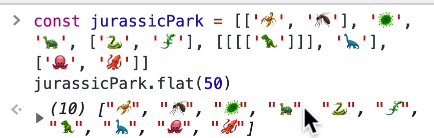 > const jurassicPark = [['🦂', '🦟'], '🦠',
'🐢', ['🐍', '🦎'], [[[['🦖']]], '🦕'],
['🐙', '🦞']]
jurassicPark.flat(50)
< ▶ (10) ["🦂", "🦟", "🦠", "🐢", "🐍", "🦎",
"🦖", "🦕", "🐙", "🦞"]